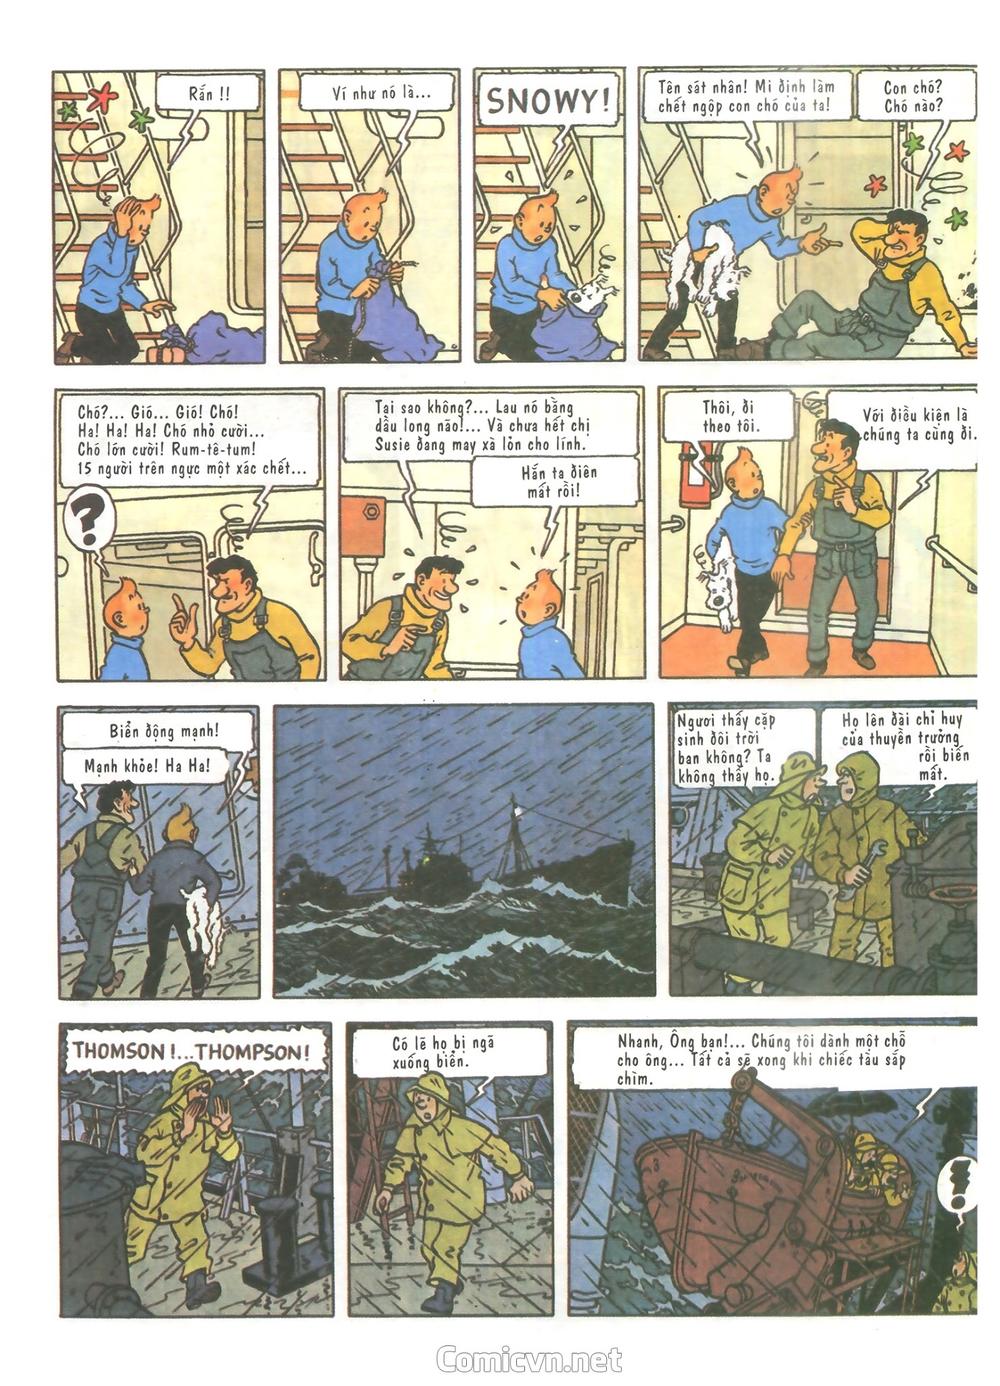 Rắn !!
Ví như nó là...
SNOWY!
Tên sát nhân! Mi định làm
chết ngộp con chó của ta!
Con chó?
Chó nào?
Chó?... Gió... Gió! Chó!
Ha! Ha! Ha! Chó nhỏ cười...
Chó lớn cười! Rum-tê-tum!
15 người trên ngực một xác chết...
?
Tại sao không?... Lau nó bằng
dầu long não!... Và chưa hết chị
Susie đang may xà lỏn cho lính.
Hắn ta điên
mất rồi!
Thôi, đi
theo tôi.
Với điều kiện là
chúng ta cùng đi.
Biển động mạnh!
Mạnh khỏe! Ha Ha!
Ngươi thấy cặp
sinh đôi trời
ban không? Ta
không thấy họ.
Họ lên đài chỉ huy
của thuyền trưởng
rồi biến
mất.
THOMSON!...THOMPSON!
Có lẽ họ bị ngã
xuống biển.
Nhanh, Ông bạn!... Chúng tôi dành một chỗ
cho ông... Tất cả sẽ xong khi chiếc tàu sắp
chìm.
!
Comicvn.net